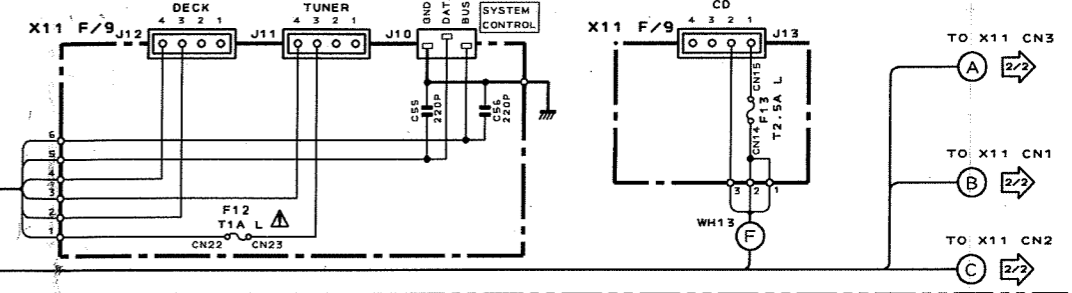 DECK
4 3 2 1
TUNER
4 3 2 1
GND
DAT
BUS
SYSTEM
CONTROL
CD
4 3 2 1
X11 F/9
J12
J11
J10
X11 F/9
J13
TO X11 CN3
A
2/2
C55
220P
C56
220P
CN15
F13
T2.5A L
CN14
6
5
4
3
2
1
F12
T1A L
CN22
CN23
3 2 1
WH13
F
TO X11 CN1
B
2/2
TO X11 CN2
C
2/2